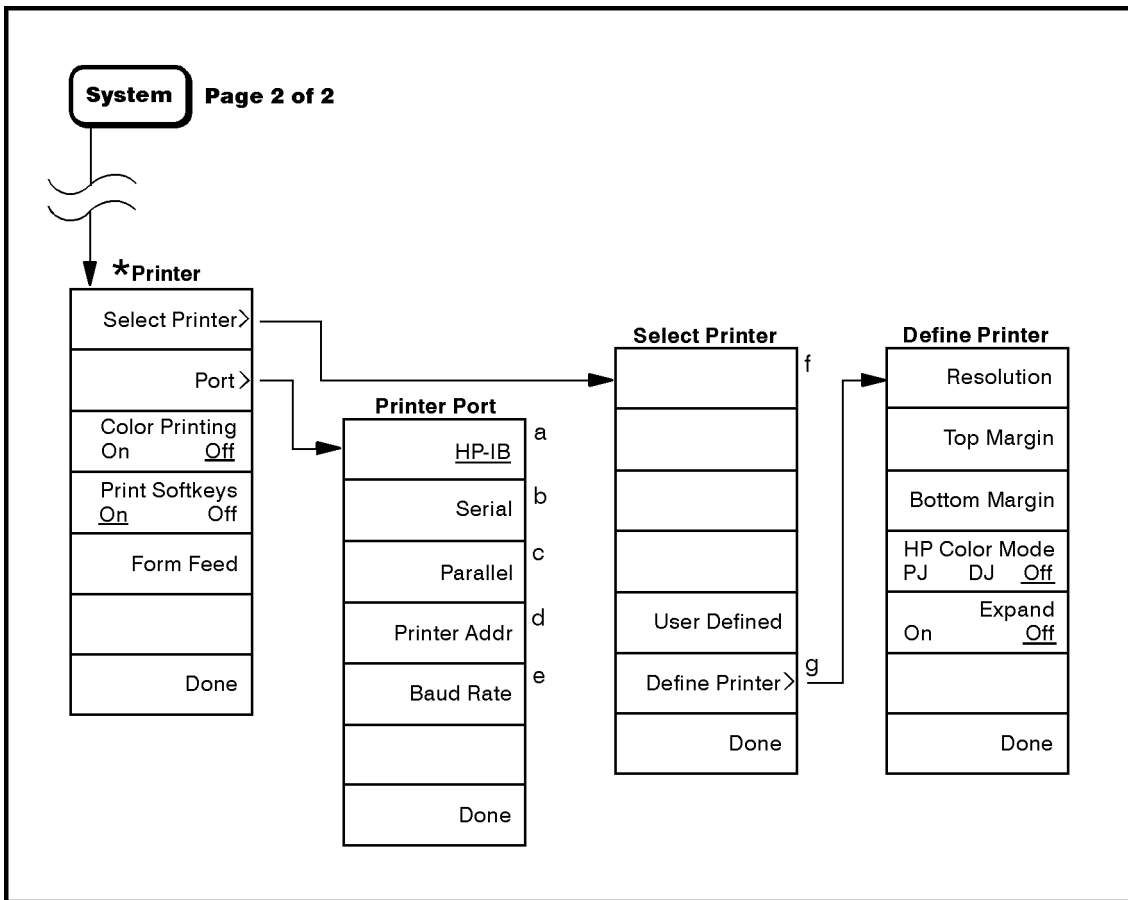 System Page 2 of 2
*Printer
Select Printer>
Port>
Color Printing
On Off
Print Softkeys
On Off
Form Feed
Done
Printer Port
HP-IB a
Serial b
Parallel c
Printer Addr d
Baud Rate e
Done
Select Printer
f
User Defined
Define Printer> g
Done
Define Printer
Resolution
Top Margin
Bottom Margin
HP Color Mode
PJ DJ Off
Expand
On Off
Done